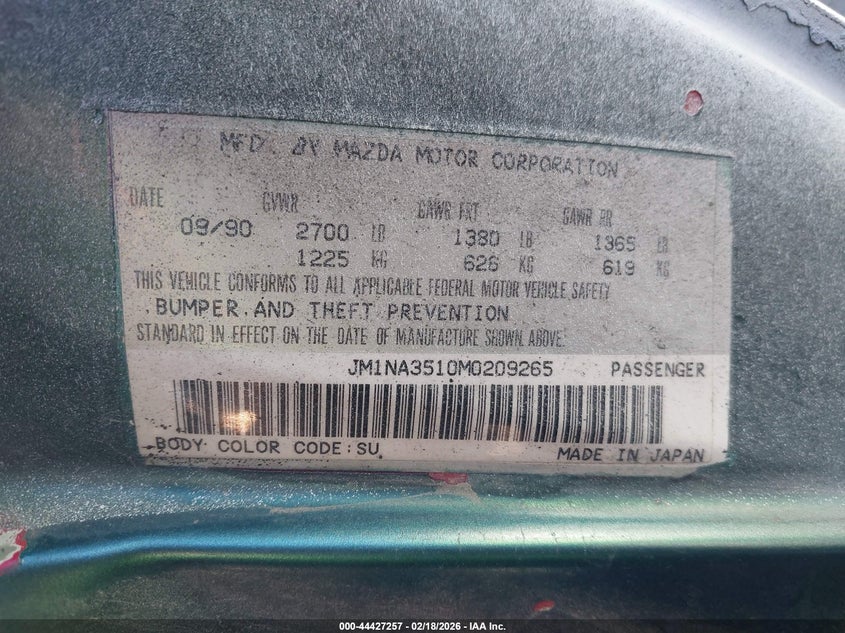 MFD. BY MAZDA MOTOR CORPORATION
DATE GVWR GAWR FRT GAWR RR
09/90 2700 LB 1380 LB 1365 LB
1225 KG 626 KG 619 KG
THIS VEHICLE CONFORMS TO ALL APPLICABLE FEDERAL MOTOR VEHICLE SAFETY
BUMPER AND THEFT PREVENTION
STANDARD IN EFFECT ON THE DATE OF MANUFACTURE SHOWN ABOVE.
JM1NA3510M0209265 PASSENGER
BODY COLOR CODE:SU
MADE IN JAPAN
000-44427257 - 02/18/2026 - IAA Inc.